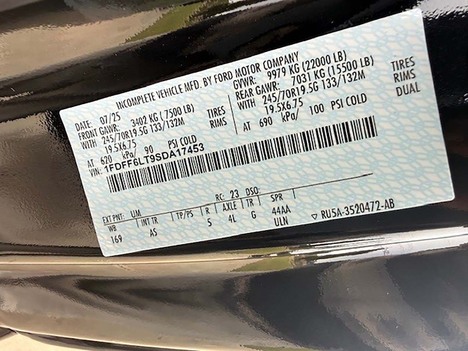 INCOMPLETE VEHICLE MFD. BY FORD MOTOR COMPANY
DATE: 07/25 GVWR: 9979 KG (22000 LB)
FRONT GAWR: 3402 KG (7500 LB) REAR GAWR: 7031 KG (15500 LB)
WITH 245/70R19.5G 133/132M TIRES WITH 245/70R19.5G 133/132M TIRES
19.5X6.75 RIMS 19.5X6.75 RIMS
AT 620 kPa/ 90 PSI COLD AT 690 kPa/ 100 PSI COLD DUAL
VIN: 1FDFF6LT9SDA17453
EXT PNT: LIM RC: 23 DSO:
WB INT TR TP/PS R AXLE TR SPR
169 AS 5 4L G 44AA
ULN ▽ RU5A-3520472-AB